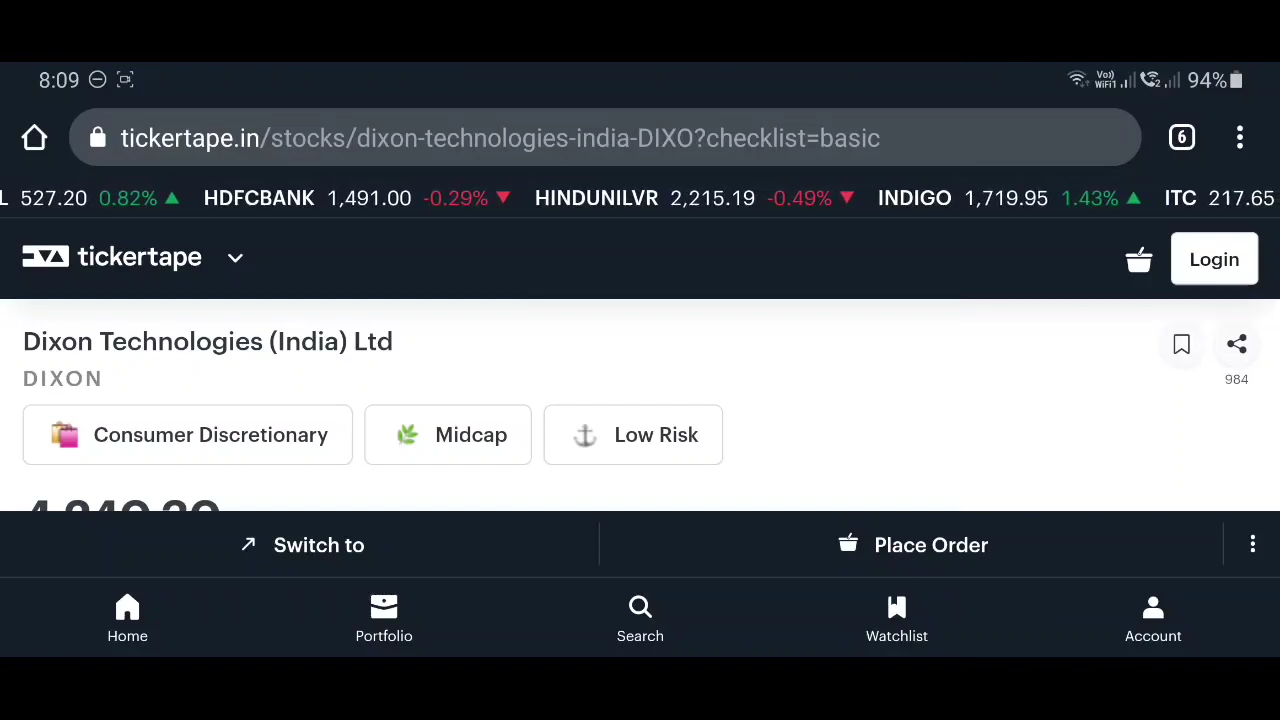 8:09 Vo)) WiFi1 2 94%
tickertape.in/stocks/dixon-technologies-india-DIXO?checklist=basic 6
L 527.20 0.82% ▲ HDFCBANK 1,491.00 -0.29% ▼ HINDUNILVR 2,215.19 -0.49% ▼ INDIGO 1,719.95 1.43% ▲ ITC 217.65
tickertape Login
Dixon Technologies (India) Ltd
DIXON
984
Consumer Discretionary Midcap Low Risk
Switch to Place Order
Home Portfolio Search Watchlist Account